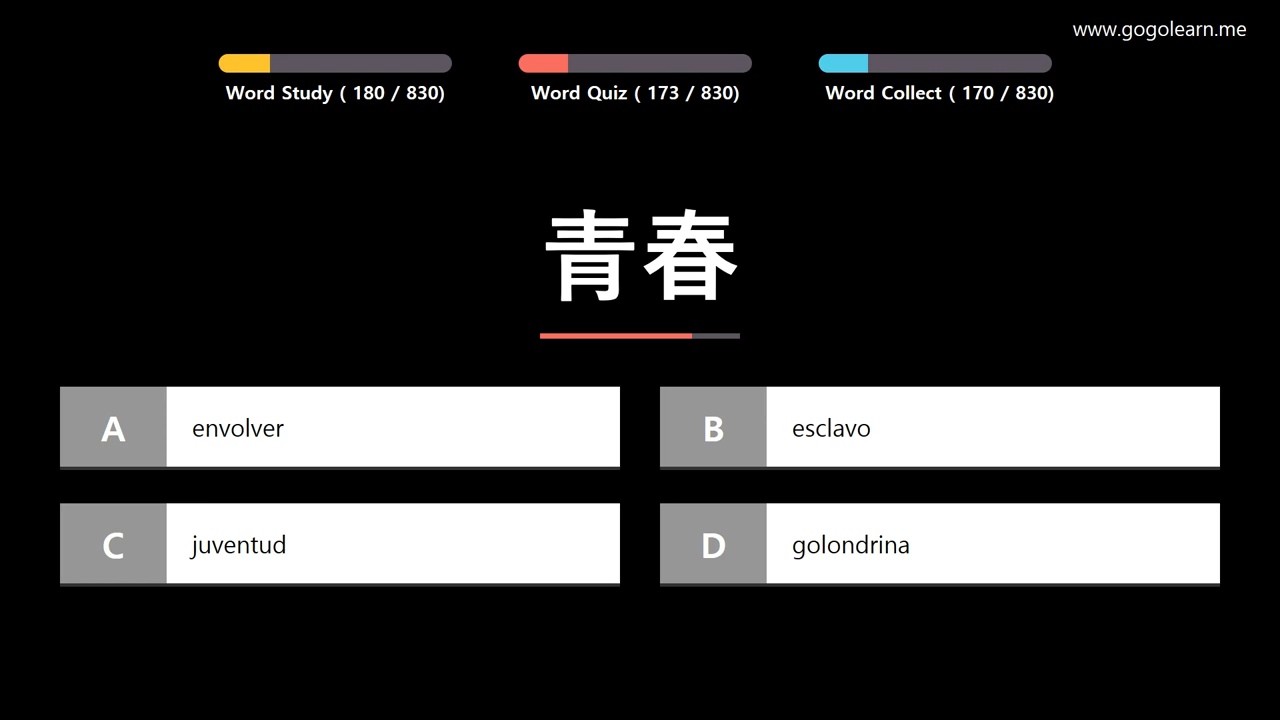 www.gogolearn.me
Word Study ( 180 / 830)
Word Quiz ( 173 / 830)
Word Collect ( 170 / 830)
青春
A envolver
B esclavo
C juventud
D golondrina